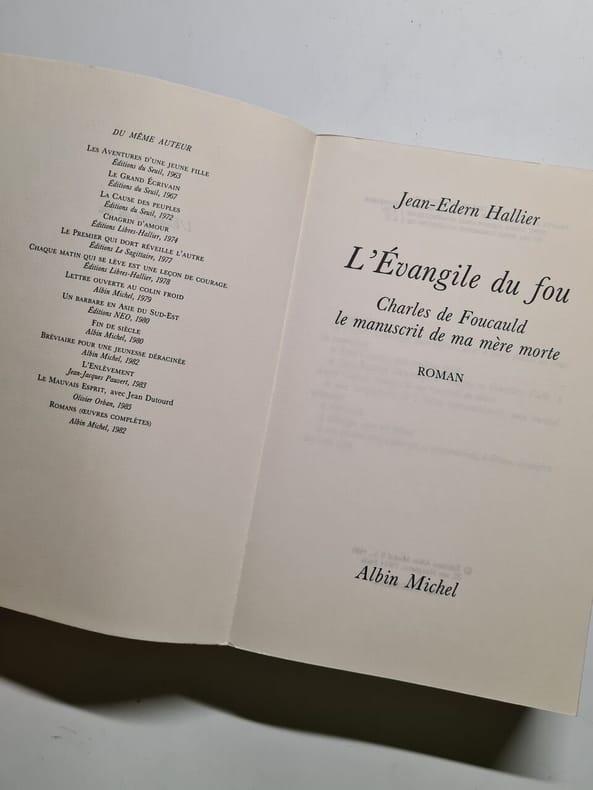 DU MÊME AUTEUR
LES AVENTURES D'UNE JEUNE FILLE
Éditions du Seuil, 1963
LE GRAND ÉCRIVAIN
Éditions du Seuil, 1967
LA CAUSE DES PEUPLES
Éditions du Seuil, 1972
CHAGRIN D'AMOUR
Éditions Libres-Hallier, 1974
LE PREMIER QUI DORT RÉVEILLE L'AUTRE
Éditions Le Sagittaire, 1977
CHAQUE MATIN QUI SE LÈVE EST UNE LEÇON DE COURAGE
Éditions Libres-Hallier, 1978
LETTRE OUVERTE AU COLIN FROID
Albin Michel, 1979
UN BARBARE EN ASIE DU SUD-EST
Éditions NEO, 1980
FIN DE SIÈCLE
Albin Michel, 1980
BRÉVIAIRE POUR UNE JEUNESSE DÉRACINÉE
Albin Michel, 1982
L'ENLÈVEMENT
Jean-Jacques Pauvert, 1983
LE MAUVAIS ESPRIT, avec Jean Dutourd
Olivier Orban, 1985
ROMANS (ŒUVRES COMPLÈTES)
Albin Michel, 1982
Jean-Edern Hallier
L'Évangile du fou
Charles de Foucauld
le manuscrit de ma mère morte
ROMAN
Albin Michel